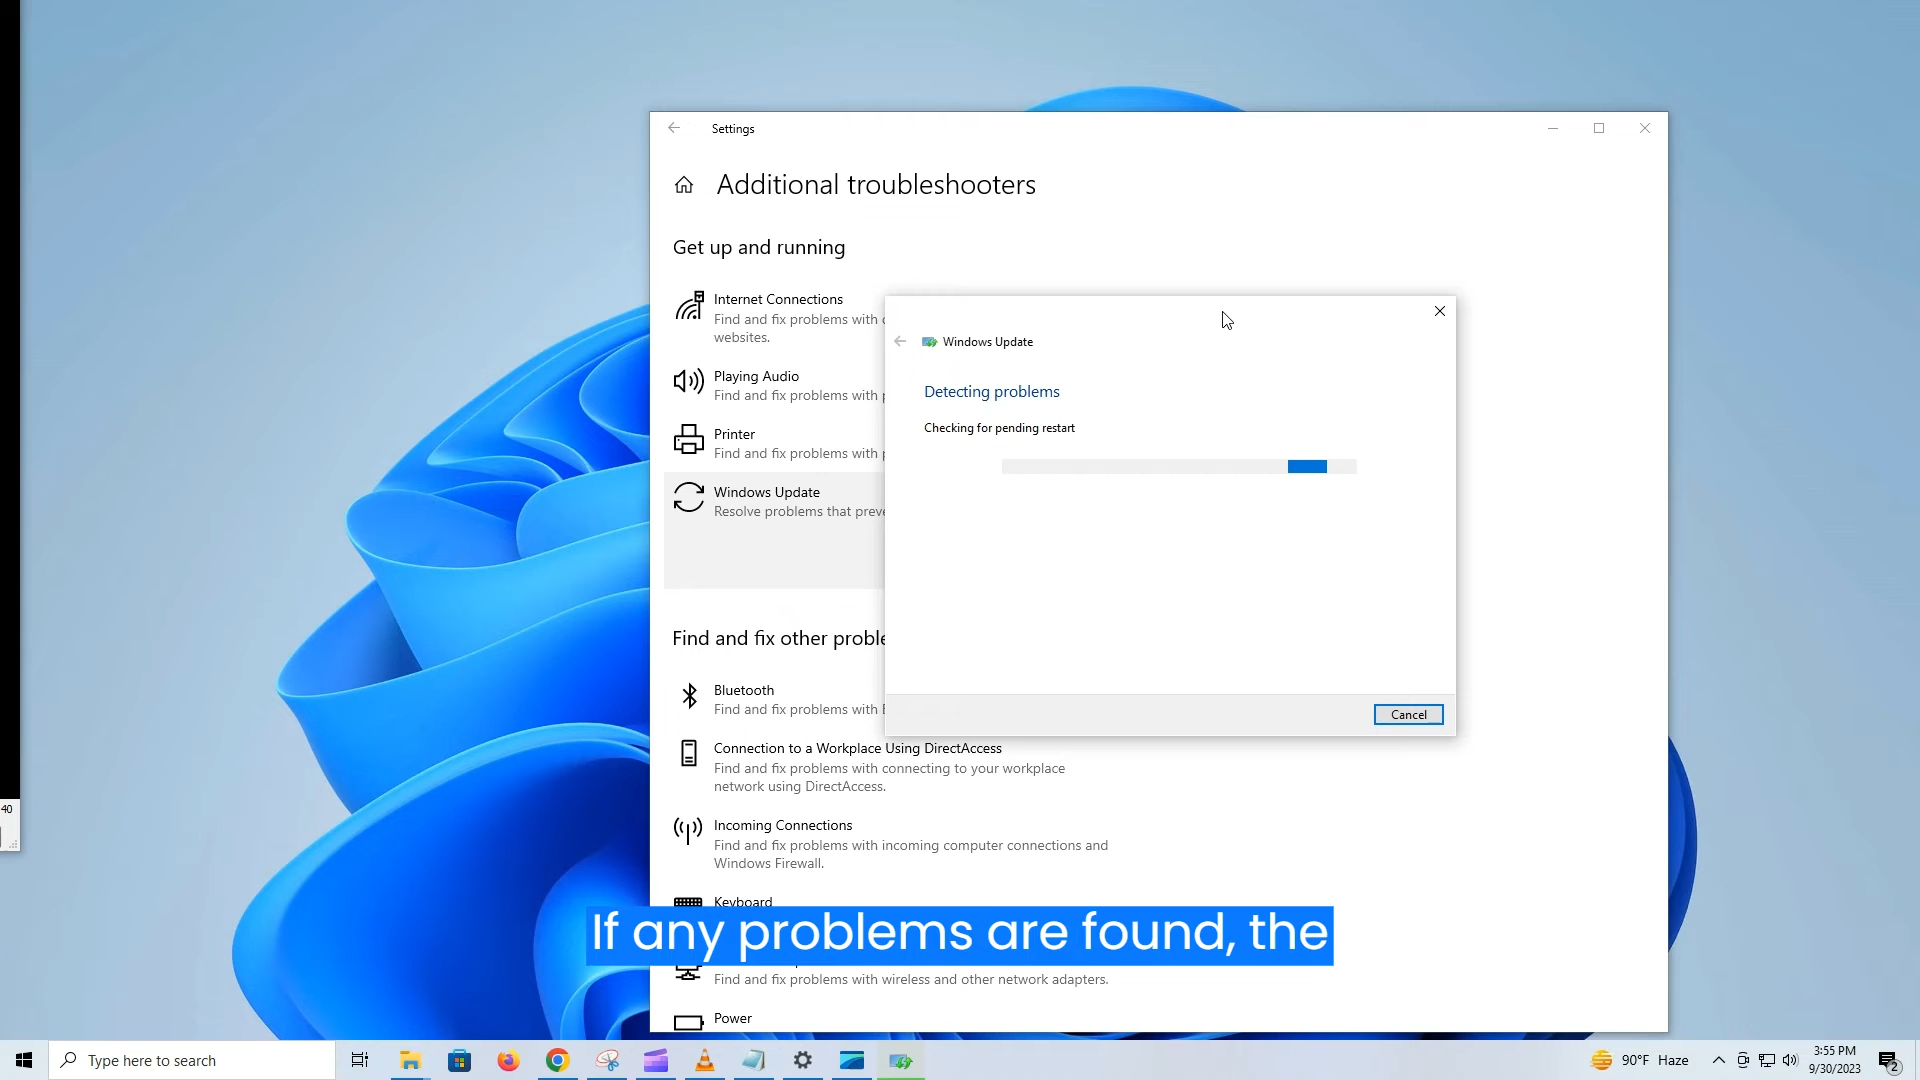 Settings
Additional troubleshooters
Get up and running
Internet Connections
Find and fix problems with
websites.
Playing Audio
Find and fix problems with
Printer
Find and fix problems with
Windows Update
Resolve problems that preve
Windows Update
Detecting problems
Checking for pending restart
Cancel
Find and fix other proble
Bluetooth
Find and fix problems with
Connection to a Workplace Using DirectAccess
Find and fix problems with connecting to your workplace
network using DirectAccess.
Incoming Connections
Find and fix problems with incoming computer connections and
Windows Firewall.
Keyboard
If any problems are found, the
Find and fix problems with wireless and other network adapters.
Power
40
Type here to search
90°F Haze
3:55 PM
9/30/2023
2